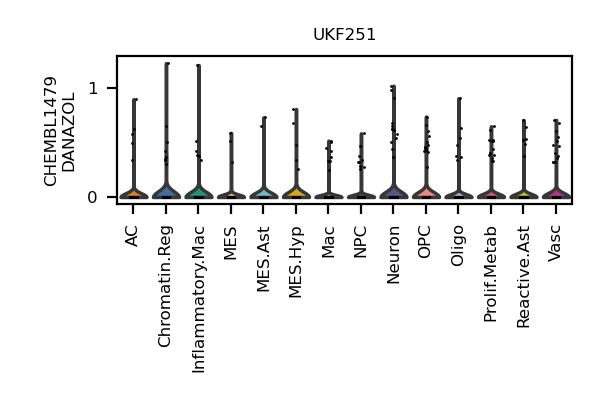 UKF251
CHEMBL1479
DANAZOL
1
0
AC
Chromatin.Reg
Inflammatory.Mac
MES
MES.Ast
MES.Hyp
Mac
NPC
Neuron
OPC
Oligo
Prolif.Metab
Reactive.Ast
Vasc